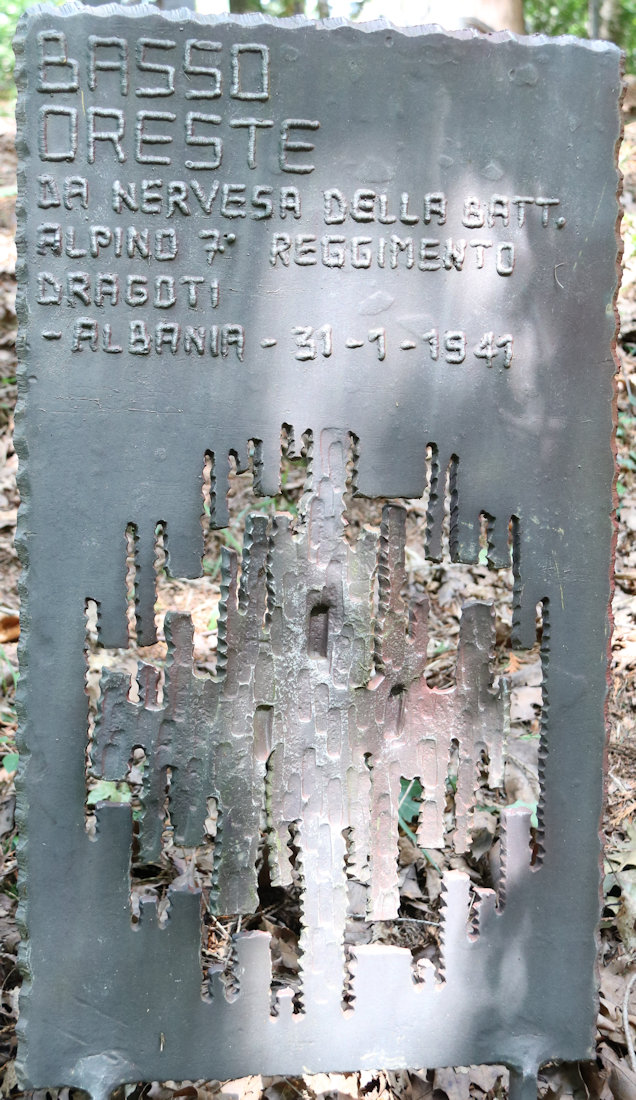 BASSO
ORESTE
DA NERVESA DELLA BATT.
ALPINO 7° REGGIMENTO
DRAGOTI
-ALBANIA - 31 - 1 - 1941